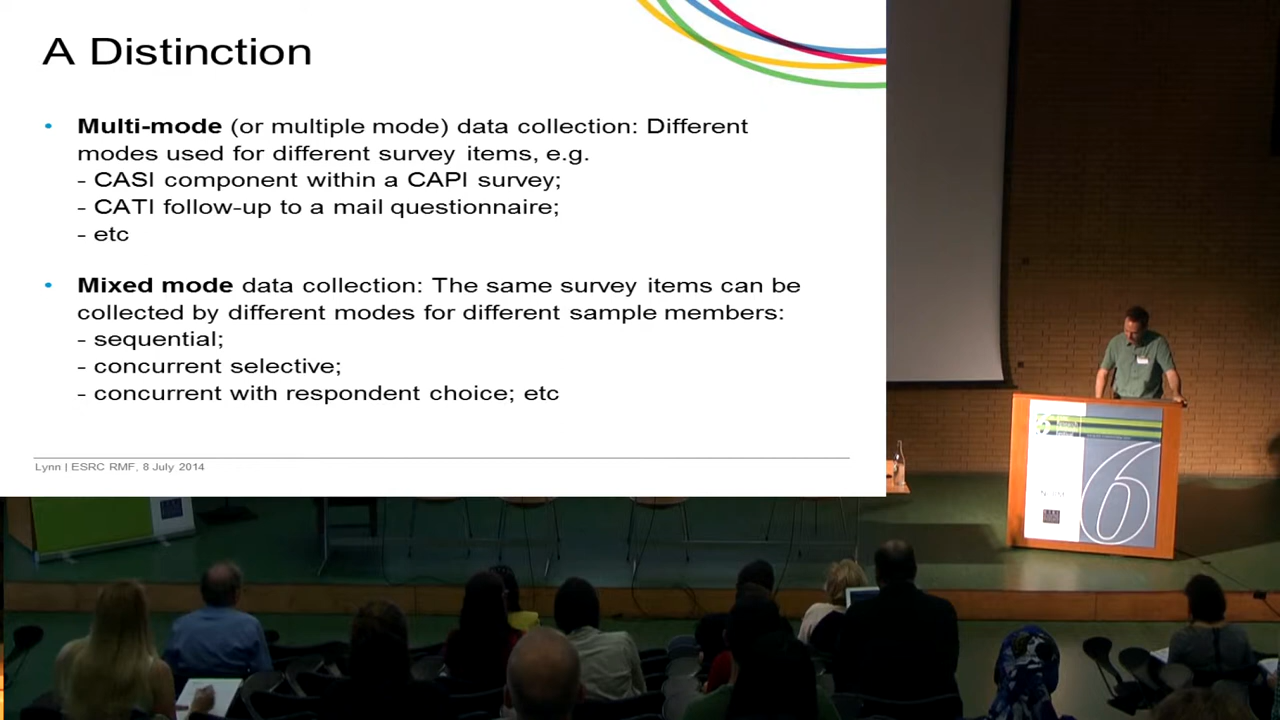 A Distinction
• Multi-mode (or multiple mode) data collection: Different
modes used for different survey items, e.g.
- CASI component within a CAPI survey;
- CATI follow-up to a mail questionnaire;
- etc
• Mixed mode data collection: The same survey items can be
collected by different modes for different sample members:
- sequential;
- concurrent selective;
- concurrent with respondent choice; etc
Lynn | ESRC RMF, 8 July 2014
6